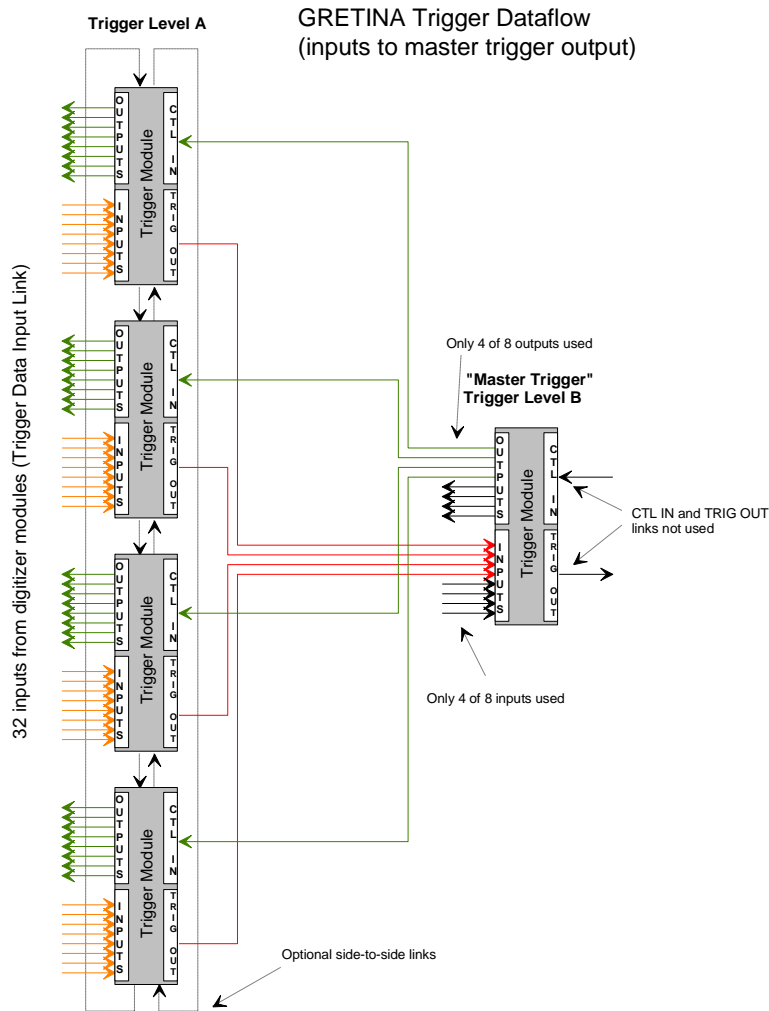 Trigger Level A
GRETINA Trigger Dataflow
(inputs to master trigger output)
OUTPUTS
CTL IN
Trigger Module
INPUTS
TRIG OUT
OUTPUTS
CTL IN
Trigger Module
INPUTS
TRIG OUT
OUTPUTS
CTL IN
Trigger Module
INPUTS
TRIG OUT
OUTPUTS
CTL IN
Trigger Module
INPUTS
TRIG OUT
32 inputs from digitizer modules (Trigger Data Input Link)
Only 4 of 8 outputs used
"Master Trigger"
Trigger Level B
OUTPUTS
CTL IN
Trigger Module
INPUTS
TRIG OUT
CTL IN and TRIG OUT
links not used
Only 4 of 8 inputs used
Optional side-to-side links